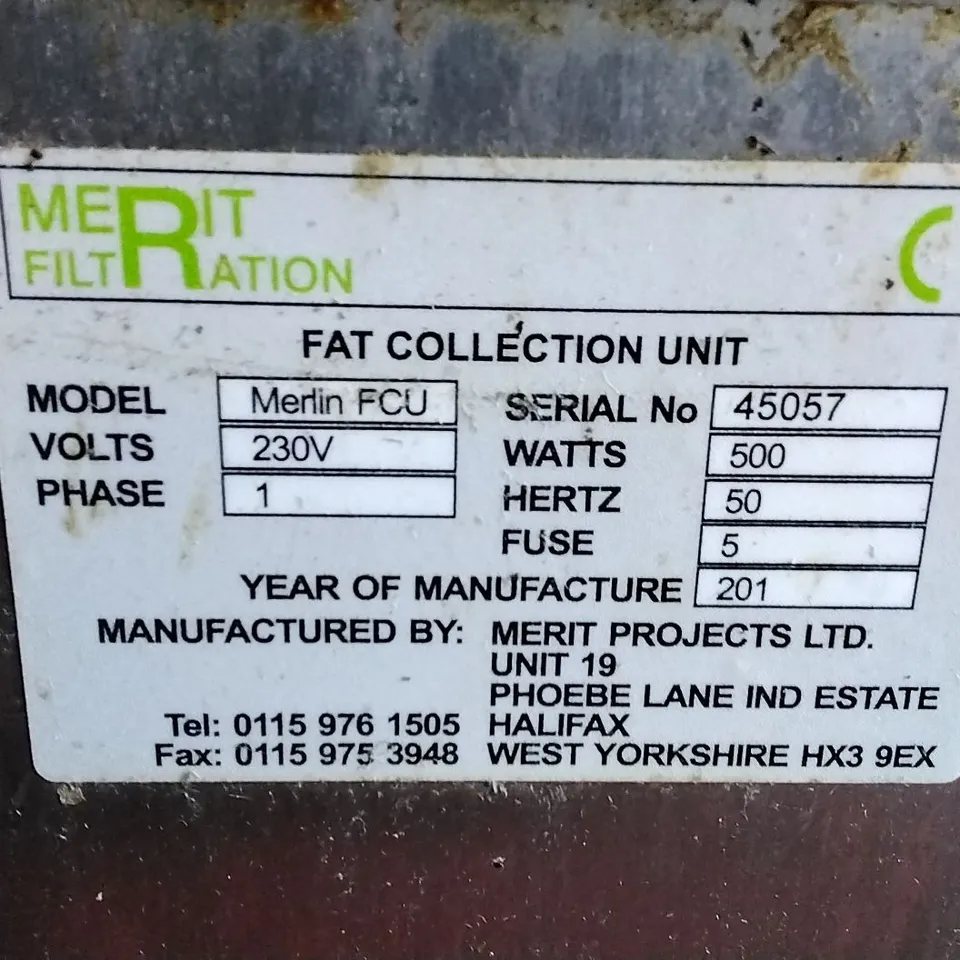 MERIT
FILTRATION
CE
FAT COLLECTION UNIT
MODEL Merlin FCU SERIAL No 45057
VOLTS 230V WATTS 500
PHASE 1 HERTZ 50
FUSE 5
YEAR OF MANUFACTURE 201
MANUFACTURED BY: MERIT PROJECTS LTD.
UNIT 19
PHOEBE LANE IND ESTATE
Tel: 0115 976 1505 HALIFAX
Fax: 0115 975 3948 WEST YORKSHIRE HX3 9EX